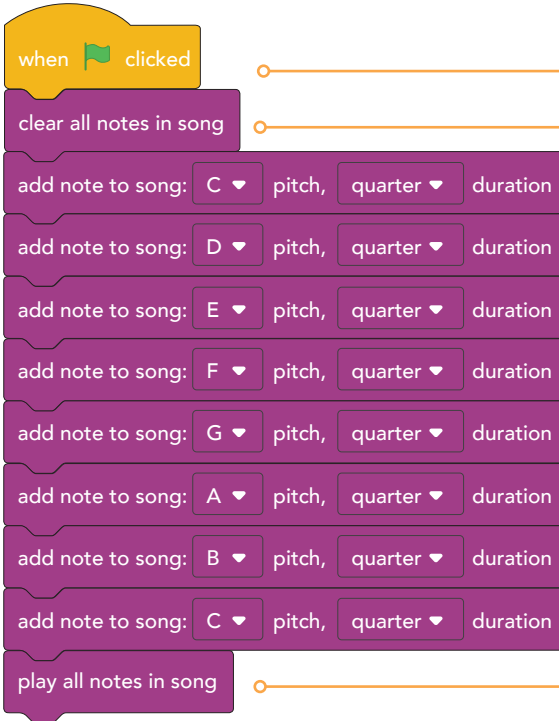 when clicked
clear all notes in song
add note to song: C pitch, quarter duration
add note to song: D pitch, quarter duration
add note to song: E pitch, quarter duration
add note to song: F pitch, quarter duration
add note to song: G pitch, quarter duration
add note to song: A pitch, quarter duration
add note to song: B pitch, quarter duration
add note to song: C pitch, quarter duration
play all notes in song